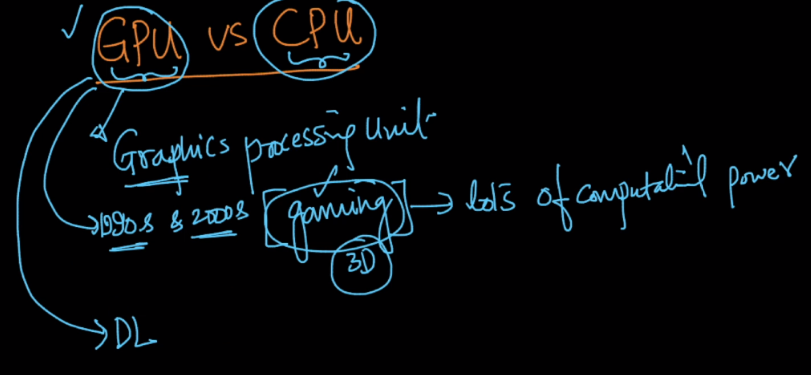 GPU vs CPU
Graphics processing Unit
1990s & 2000s [gaming] → lots of computational power
3D
DL